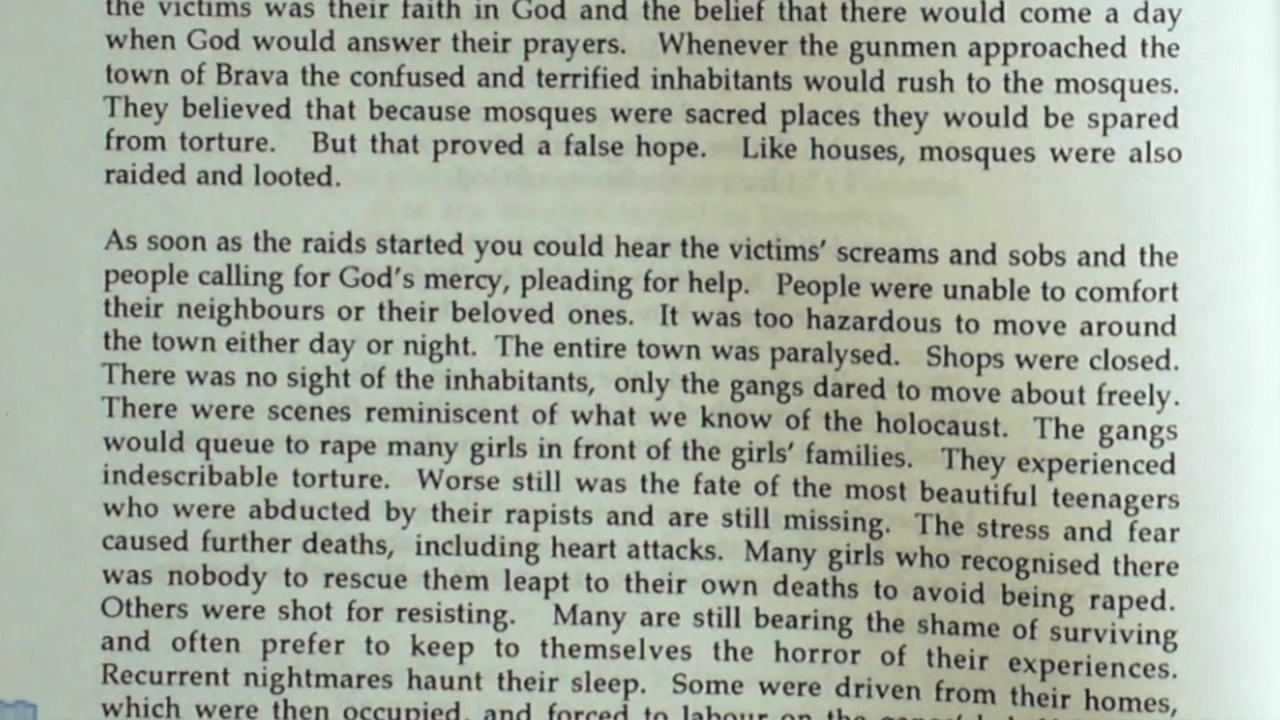 the victims was their faith in God and the belief that there would come a day
when God would answer their prayers. Whenever the gunmen approached the
town of Brava the confused and terrified inhabitants would rush to the mosques.
They believed that because mosques were sacred places they would be spared
from torture. But that proved a false hope. Like houses, mosques were also
raided and looted.
As soon as the raids started you could hear the victims' screams and sobs and the
people calling for God's mercy, pleading for help. People were unable to comfort
their neighbours or their beloved ones. It was too hazardous to move around
the town either day or night. The entire town was paralysed. Shops were closed.
There was no sight of the inhabitants, only the gangs dared to move about freely.
There were scenes reminiscent of what we know of the holocaust. The gangs
would queue to rape many girls in front of the girls' families. They experienced
indescribable torture. Worse still was the fate of the most beautiful teenagers
who were abducted by their rapists and are still missing. The stress and fear
caused further deaths, including heart attacks. Many girls who recognised there
was nobody to rescue them leapt to their own deaths to avoid being raped.
Others were shot for resisting. Many are still bearing the shame of surviving
and often prefer to keep to themselves the horror of their experiences.
Recurrent nightmares haunt their sleep. Some were driven from their homes,
which were then occupied, and forced to labour on the